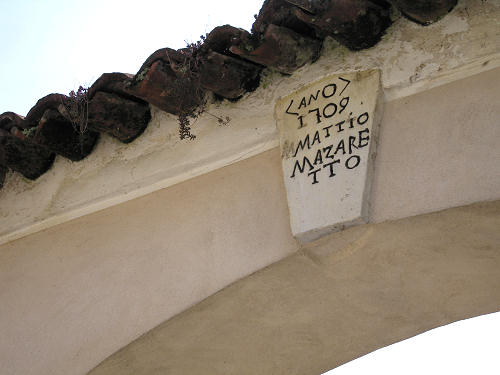 <ANO>
1709
MATTIO
MAZARE
TTO